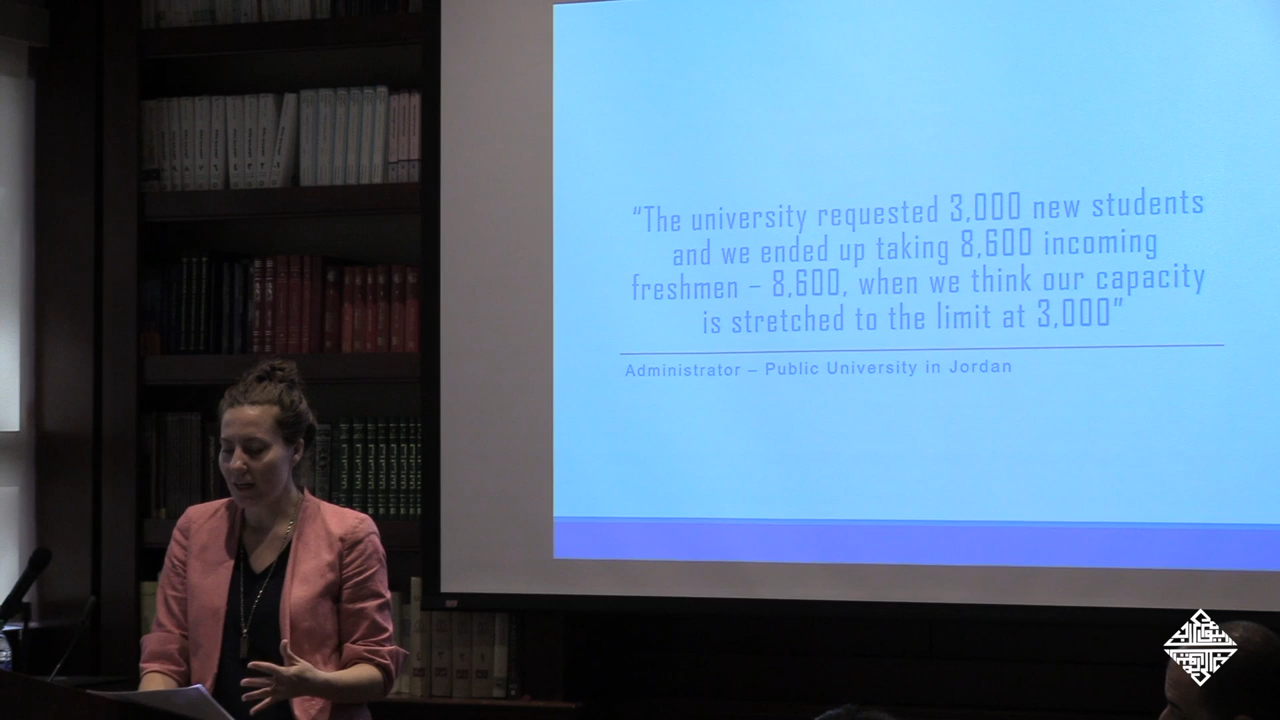 “The university requested 3,000 new students
and we ended up taking 8,600 incoming
freshmen – 8,600, when we think our capacity
is stretched to the limit at 3,000”
Administrator – Public University in Jordan